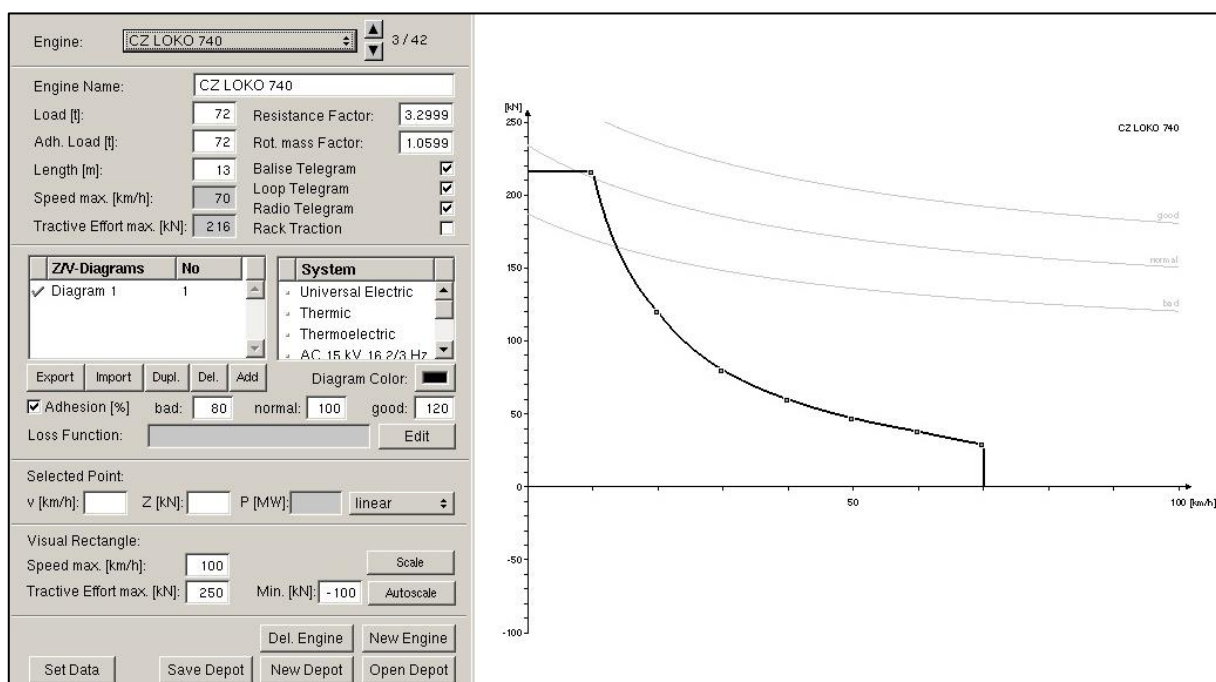 Engine: CZ LOKO 740 3 / 42
Engine Name: CZ LOKO 740
Load [t]: 72 Resistance Factor: 3.2999
Adh. Load [t]: 72 Rot. mass Factor: 1.0599
Length [m]: 13 Balise Telegram
Loop Telegram
Speed max. [km/h]: 70
Radio Telegram
Tractive Effort max. [kN]: 216 Rack Traction
Z/V-Diagrams No System
Diagram 1 1 Universal Electric
Thermic
Thermoelectric
AC 15 kV 16 2/3 Hz
Export Import Dupl. Del. Add Diagram Color:
Adhesion [%] bad: 80 normal: 100 good: 120
Loss Function: Edit
Selected Point:
v [km/h]: Z [kN]: P [MW]: linear
Visual Rectangle:
Speed max. [km/h]: 100 Scale
Tractive Effort max. [kN]: 250 Min. [kN]: -100 Autoscale
Del. Engine New Engine
Set Data Save Depot New Depot Open Depot
[kN]
250
CZ LOKO 740
good
200
normal
150
bad
100
50
0
50 100 [km/h]
-50
-100